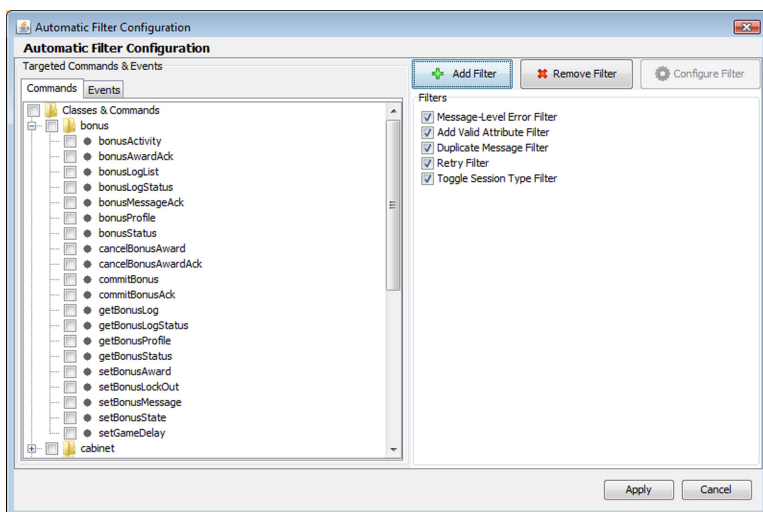 Automatic Filter Configuration
Automatic Filter Configuration
Targeted Commands & Events
Commands Events
Classes & Commands
bonus
bonusActivity
bonusAwardAck
bonusLogList
bonusLogStatus
bonusMessageAck
bonusProfile
bonusStatus
cancelBonusAward
cancelBonusAwardAck
commitBonus
commitBonusAck
getBonusLog
getBonusLogStatus
getBonusProfile
getBonusStatus
setBonusAward
setBonusLockOut
setBonusMessage
setBonusState
setGameDelay
cabinet
Add Filter Remove Filter Configure Filter
Filters
Message-Level Error Filter
Add Valid Attribute Filter
Duplicate Message Filter
Retry Filter
Toggle Session Type Filter
Apply Cancel